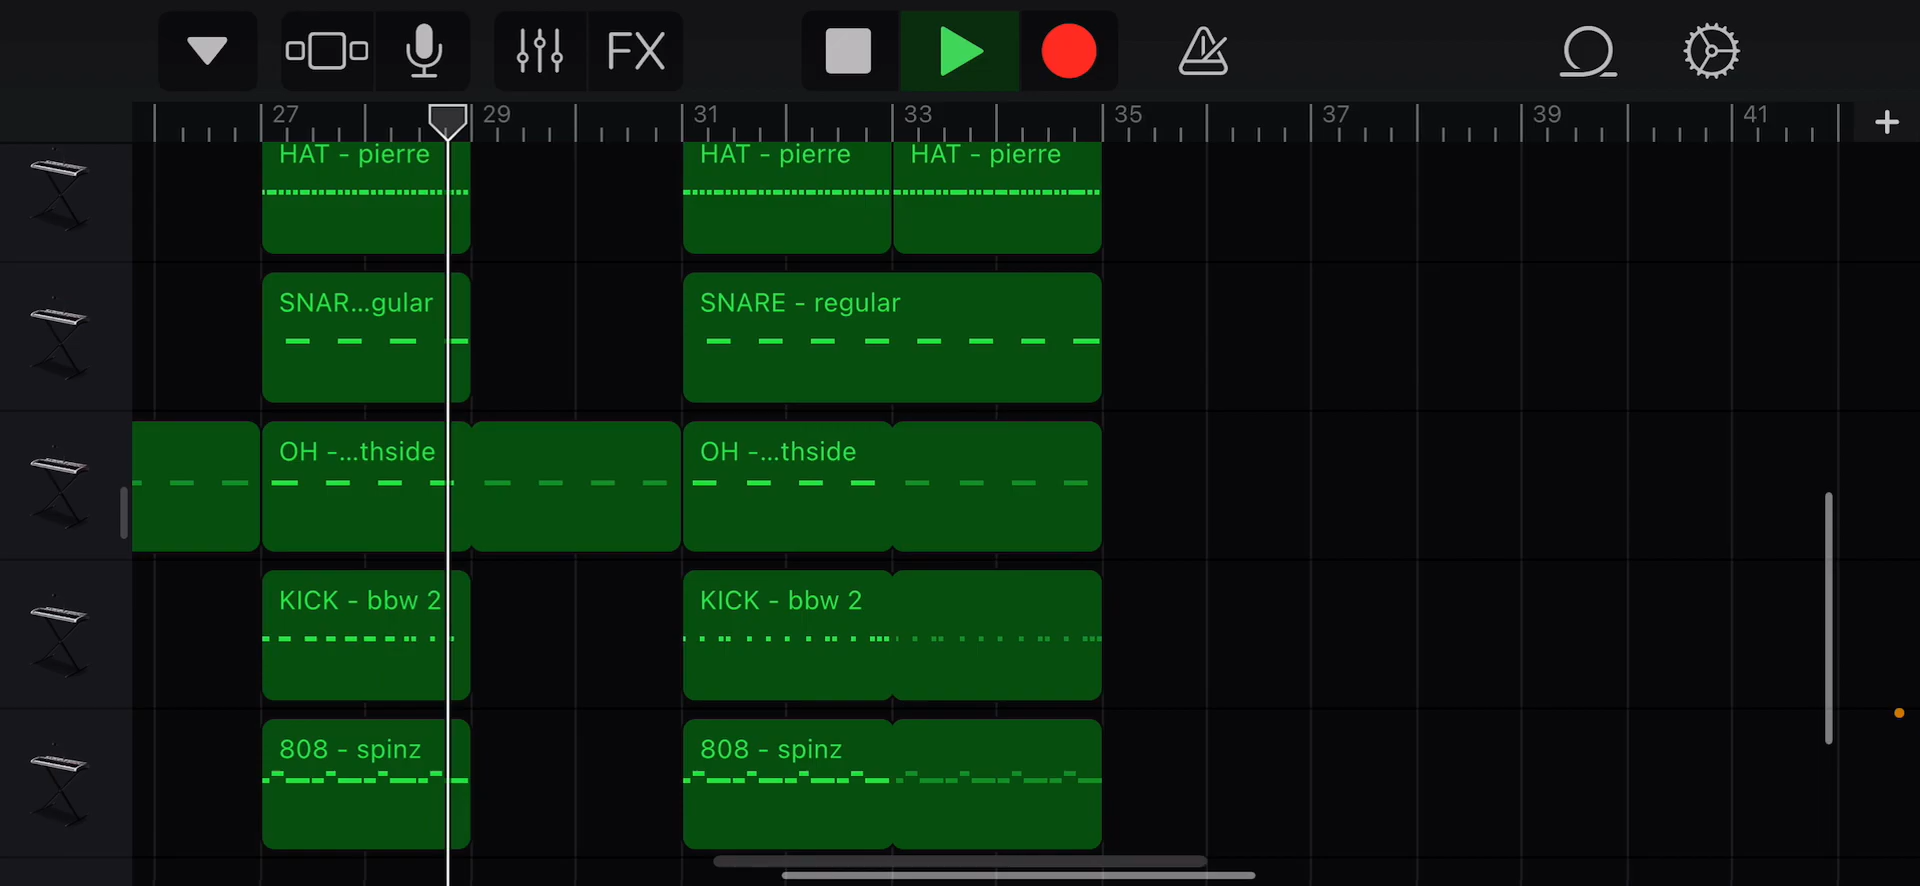 FX
27 29 31 33 35 37 39 41
HAT - pierre HAT - pierre HAT - pierre
SNAR...gular SNARE - regular
OH -...thside OH -...thside
KICK - bbw 2 KICK - bbw 2
808 - spinz 808 - spinz